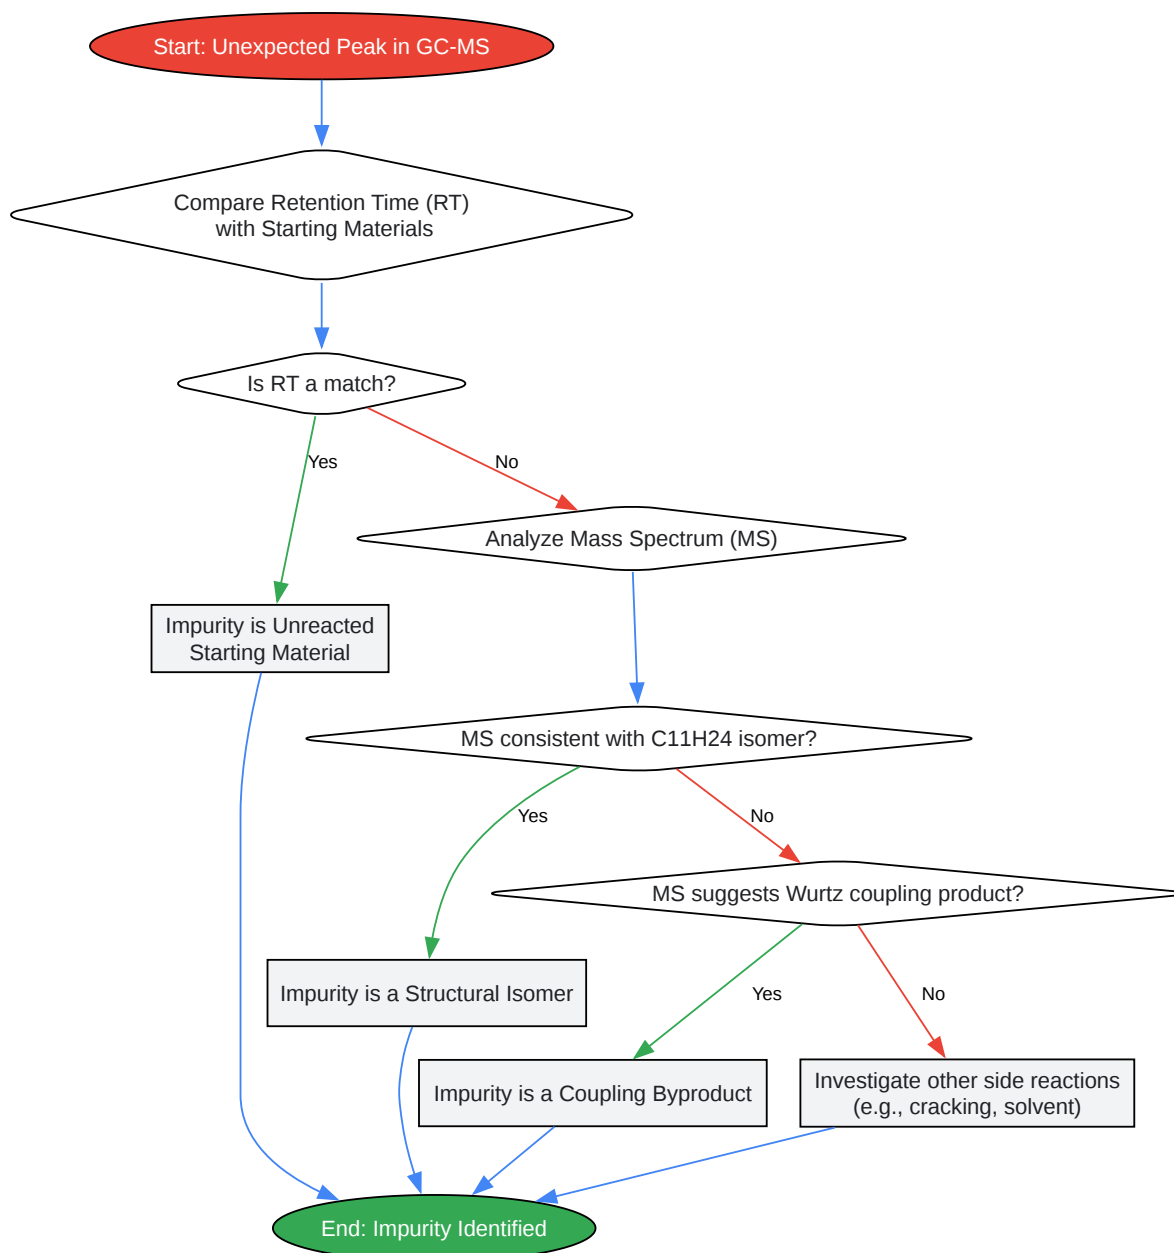 Start: Unexpected Peak in GC-MS
Compare Retention Time (RT)
with Starting Materials
Is RT a match?
Yes
No
Analyze Mass Spectrum (MS)
Impurity is Unreacted
Starting Material
MS consistent with C11H24 isomer?
Yes
No
MS suggests Wurtz coupling product?
Impurity is a Structural Isomer
Yes
No
Impurity is a Coupling Byproduct
Investigate other side reactions
(e.g., cracking, solvent)
End: Impurity Identified